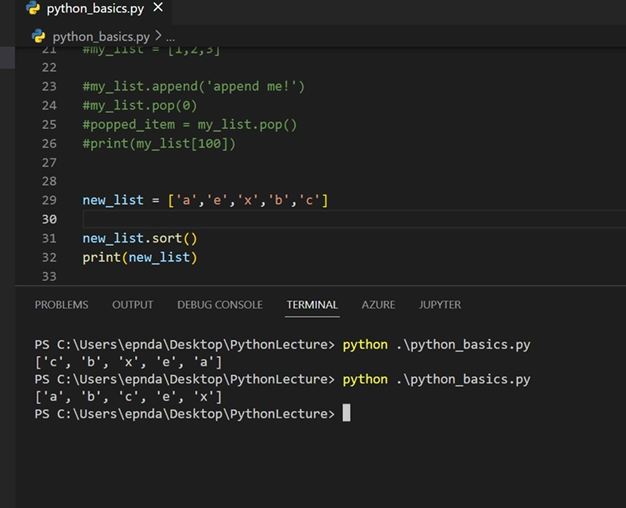 python_basics.py ×
python_basics.py > ...
21 #my_list = [1,2,3]
22
23 #my_list.append('append me!')
24 #my_list.pop(0)
25 #popped_item = my_list.pop()
26 #print(my_list[100])
27
28
29 new_list = ['a','e','x','b','c']
30
31 new_list.sort()
32 print(new_list)
33
PROBLEMS OUTPUT DEBUG CONSOLE TERMINAL AZURE JUPYTER
PS C:\Users\epnda\Desktop\PythonLecture> python .\python_basics.py
['c', 'b', 'x', 'e', 'a']
PS C:\Users\epnda\Desktop\PythonLecture> python .\python_basics.py
['a', 'b', 'c', 'e', 'x']
PS C:\Users\epnda\Desktop\PythonLecture>